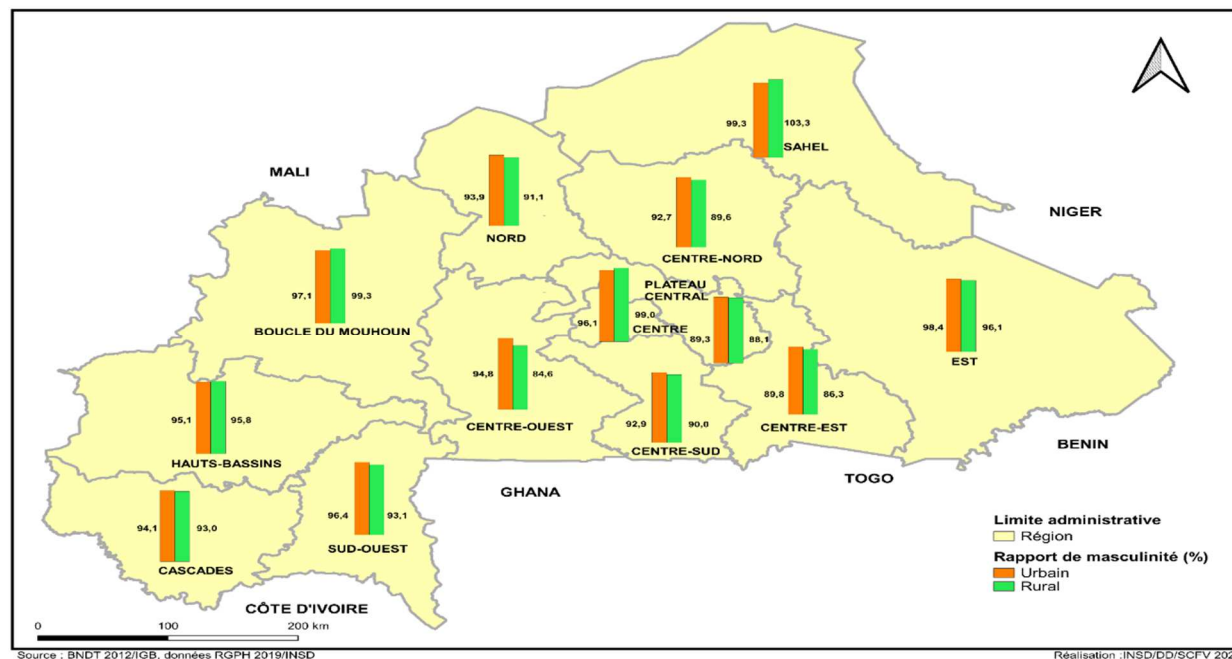 99,3
103,3
SAHEL
MALI
93,9
91,1
NORD
NIGER
92,7
89,6
CENTRE-NORD
97,1
99,3
BOUCLE DU MOUHOUN
PLATEAU
CENTRAL
96,1
99,0
CENTRE
89,3
88,1
98,4
96,1
EST
94,8
84,6
CENTRE-OUEST
92,9
90,0
CENTRE-SUD
89,8
86,3
CENTRE-EST
95,1
95,8
HAUTS-BASSINS
BENIN
GHANA
TOGO
96,4
93,1
SUD-OUEST
94,1
93,0
CASCADES
CÔTE D'IVOIRE
Limite administrative
Région
Rapport de masculinité (%)
Urbain
Rural
0
100
200 km
Source : BNDT 2012/IGB, données RGPH 2019/INSD
Réalisation :INSD/DD/SCFV 202